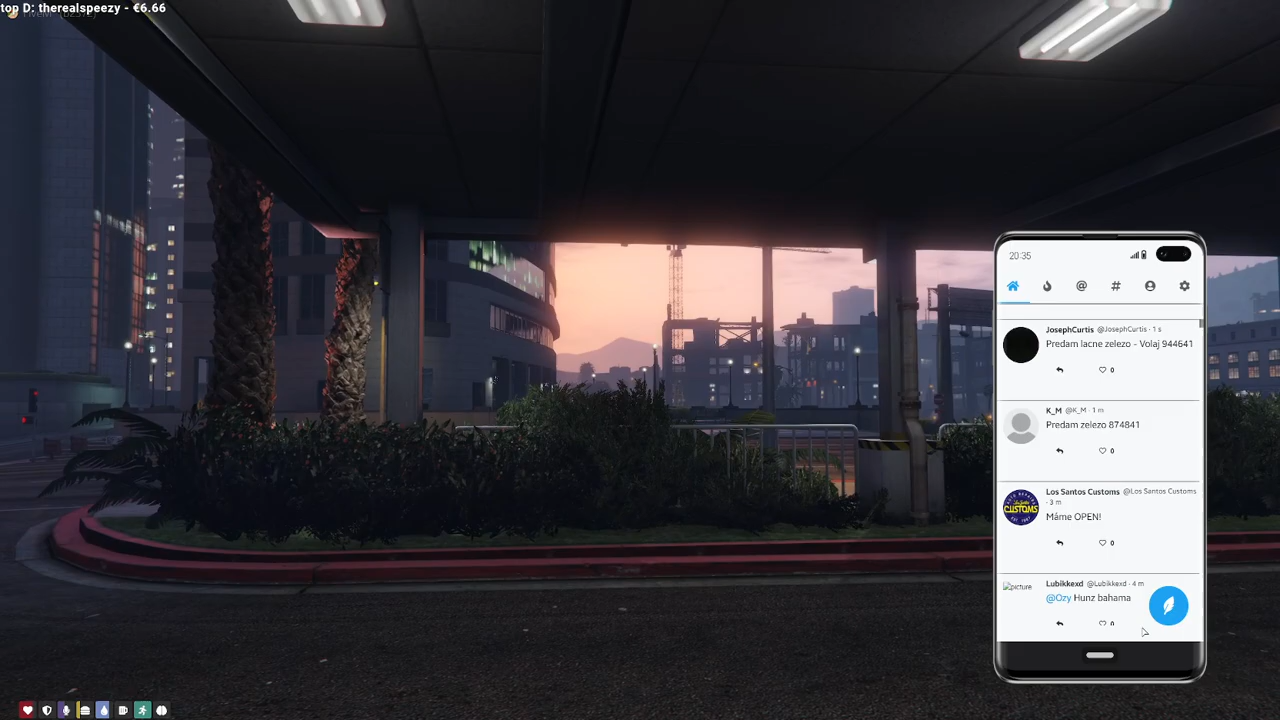 top D: therealspeezy - €6.66
20:35
JosephCurtis @JosephCurtis · 1 s
Predam lacne zelezo - Volaj 944641
0
K_M @K_M · 1 m
Predam zelezo 874841
0
CUSTOMS
Los Santos Customs @Los Santos Customs
· 3 m
Máme OPEN!
0
picture
Lubikkexd @Lubikkexd · 4 m
@Ozy Hunz bahama
0